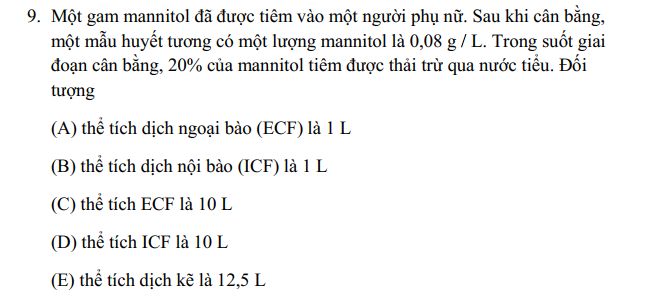 9. Một gam mannitol đã được tiêm vào một người phụ nữ. Sau khi cân bằng,
một mẫu huyết tương có một lượng mannitol là 0,08 g / L. Trong suốt giai
đoạn cân bằng, 20% của mannitol tiêm được thải trừ qua nước tiểu. Đối
tượng
(A) thể tích dịch ngoại bào (ECF) là 1 L
(B) thể tích dịch nội bào (ICF) là 1 L
(C) thể tích ECF là 10 L
(D) thể tích ICF là 10 L
(E) thể tích dịch kẽ là 12,5 L